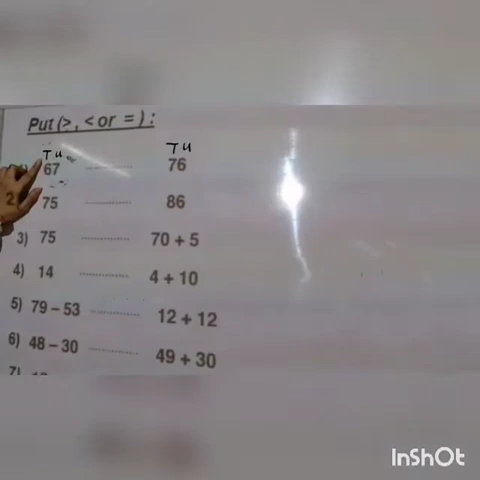 Put (>, < or =) :
T U T U
67 ............ 76
2 75 ............ 86
3) 75 ............ 70 + 5
4) 14 ............ 4 + 10
5) 79 – 53 ............ 12 + 12
6) 48 – 30 ............ 49 + 30
InShOt